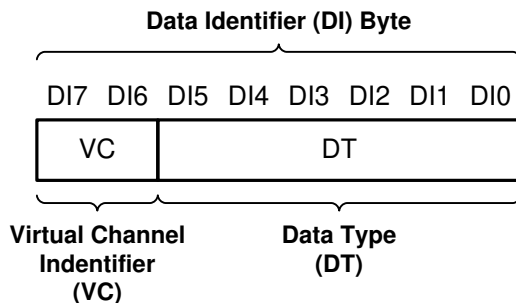 Data Identifier (DI) Byte
DI7 DI6 DI5 DI4 DI3 DI2 DI1 DI0
VC DT
Virtual Channel
Indentifier
(VC)
Data Type
(DT)